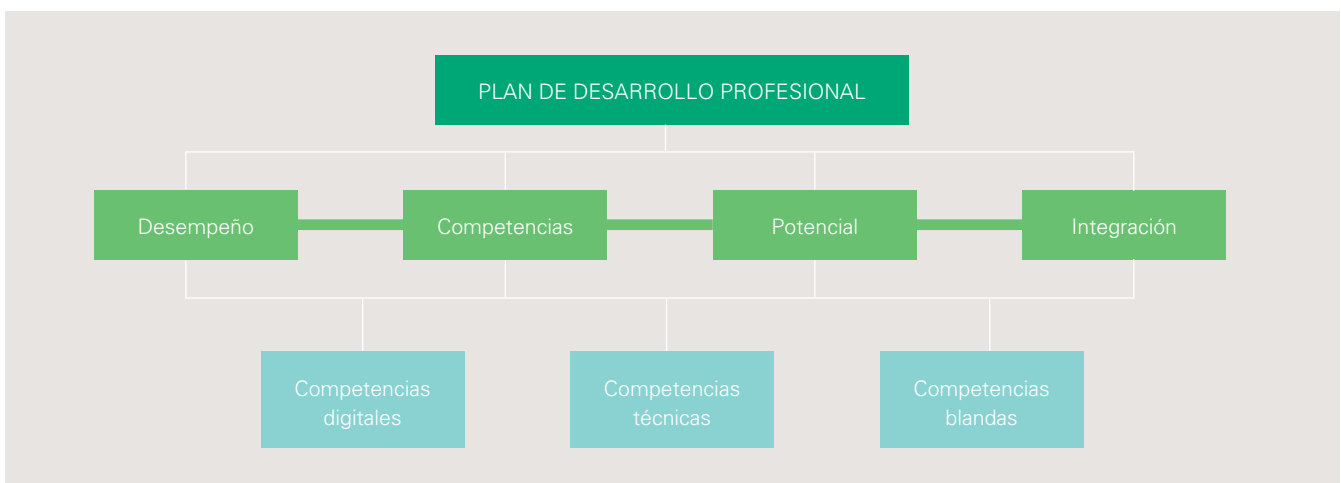 PLAN DE DESARROLLO PROFESIONAL
Desempeño
Competencias
Potencial
Integración
Competencias
digitales
Competencias
técnicas
Competencias
blandas